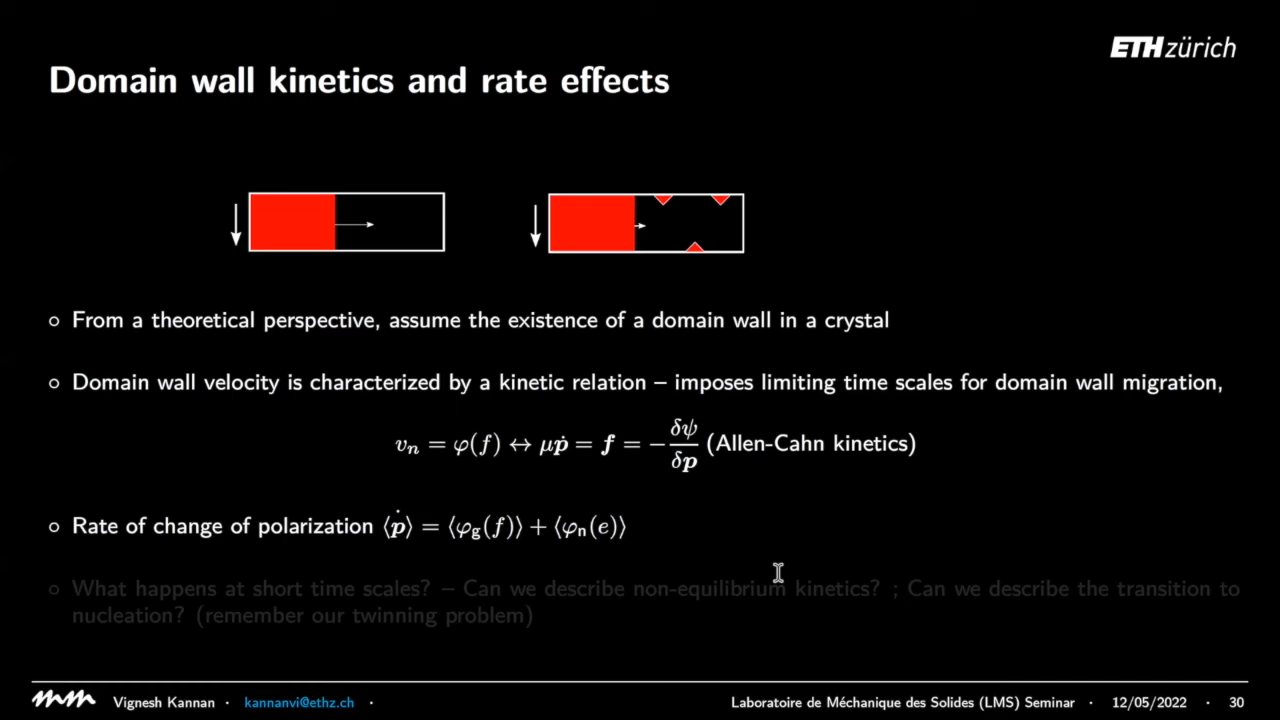 ETH zürich
Domain wall kinetics and rate effects
From a theoretical perspective, assume the existence of a domain wall in a crystal
Domain wall velocity is characterized by a kinetic relation – imposes limiting time scales for domain wall migration,
vₙ = φ(f) ↔ μṗ = f = −δψ/δp (Allen-Cahn kinetics)
Rate of change of polarization ⟨ṗ⟩ = ⟨φ_g(f)⟩ + ⟨φ_n(e)⟩
What happens at short time scales? – Can we describe non-equilibrium kinetics? ; Can we describe the transition to
nucleation? (remember our twinning problem)
Vignesh Kannan · kannanvi@ethz.ch · Laboratoire de Méchanique des Solides (LMS) Seminar · 12/05/2022 · 30